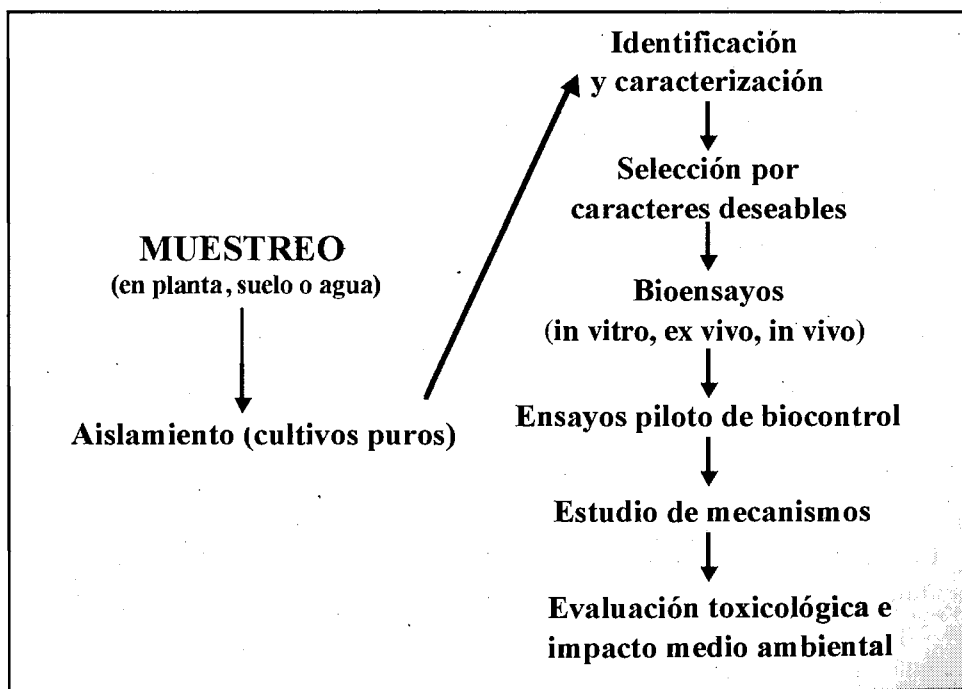 MUESTREO
(en planta, suelo o agua)
Aislamiento (cultivos puros)
Identificación
y caracterización
Selección por
caracteres deseables
Bioensayos
(in vitro, ex vivo, in vivo)
Ensayos piloto de biocontrol
Estudio de mecanismos
Evaluación toxicológica e
impacto medio ambiental